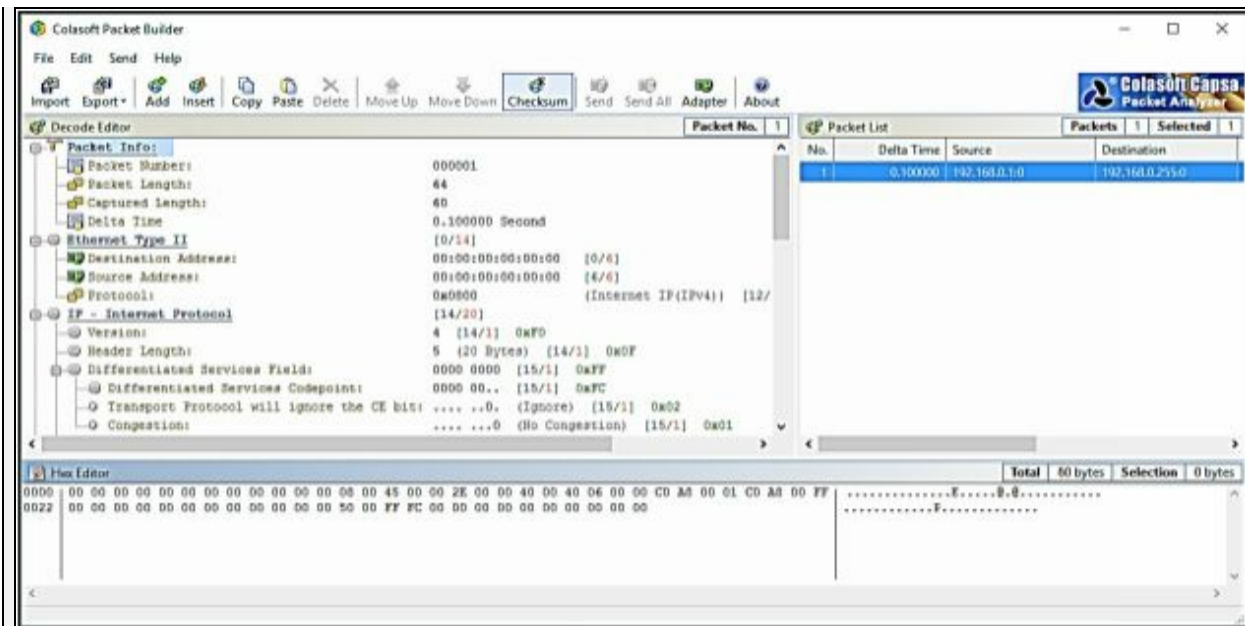 Colasoft Packet Builder
File Edit Send Help
Import Export Add Insert Copy Paste Delete Move Up Move Down Checksum Send Send All Adapter About
Colasoft Capsa
Packet Analyzer
Decode Editor Packet No. 1
Packet Info:
Packet Number: 000001
Packet Length: 64
Captured Length: 60
Delta Time 0.100000 Second
Ethernet Type II [0/14]
Destination Address: 00:00:00:00:00:00 [0/6]
Source Address: 00:00:00:00:00:00 [6/6]
Protocol: 0x0800 (Internet IP(IPv4)) [12/
IP - Internet Protocol [14/20]
Version: 4 [14/1] 0xF0
Header Length: 5 (20 Bytes) [14/1] 0x0F
Differentiated Services Field: 0000 0000 [15/1] 0xFF
Differentiated Services Codepoint: 0000 00.. [15/1] 0xFC
Transport Protocol will ignore the CE bit: .... ..0. (Ignore) [15/1] 0x02
Congestion: .... ...0 (No Congestion) [15/1] 0x01
Packet List Packets 1 Selected 1
No. Delta Time Source Destination
1 0.100000 192.168.0.1:0 192.168.0.255:0
Hex Editor Total 60 bytes Selection 0 bytes
0000 00 00 00 00 00 00 00 00 00 00 00 00 08 00 45 00 00 2E 00 00 40 00 40 06 00 00 C0 A8 00 01 C0 A8 00 FF ..............E.....@.@...........
0022 00 00 00 00 00 00 00 00 00 00 00 00 50 00 FF FC 00 00 00 00 00 00 00 00 00 00 ............P.............